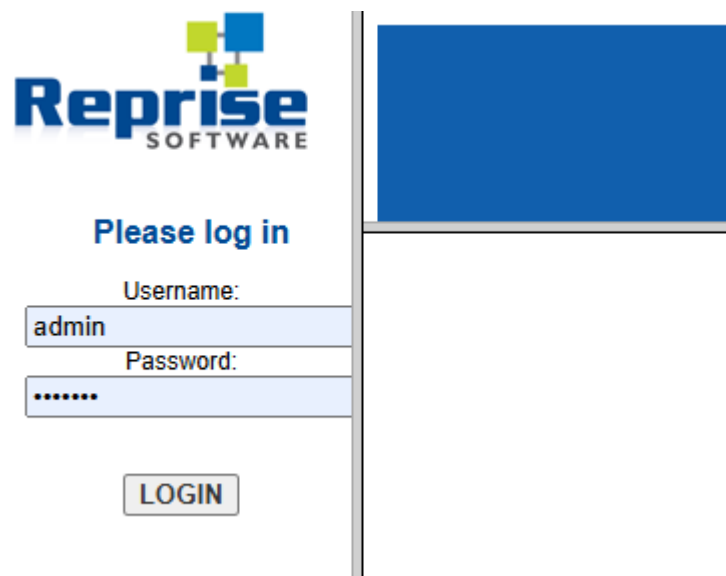 Reprise
SOFTWARE
Please log in
Username:
admin
Password:
•••••••
LOGIN